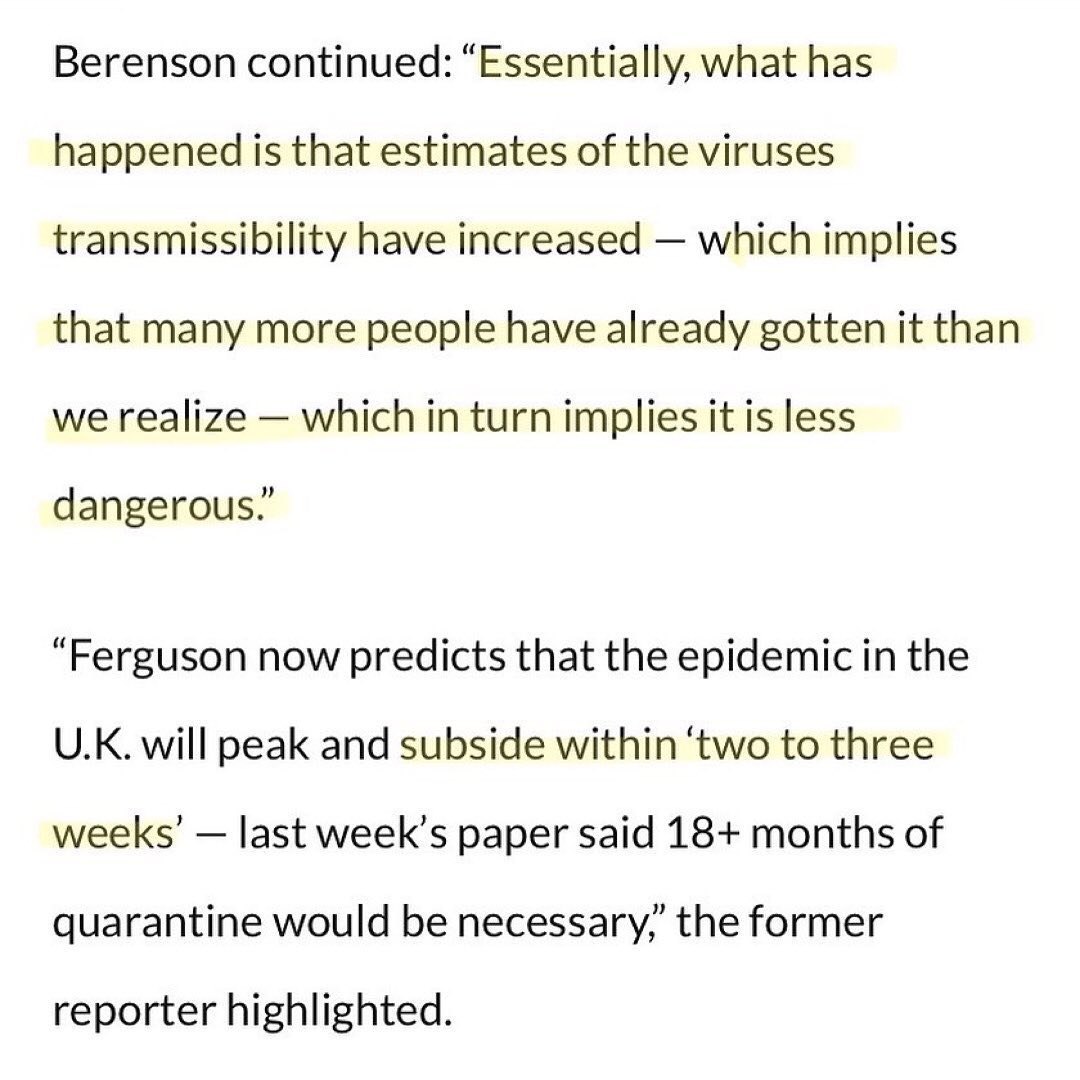 Berenson continued: “Essentially, what has
happened is that estimates of the viruses
transmissibility have increased — which implies
that many more people have already gotten it than
we realize — which in turn implies it is less
dangerous.”
“Ferguson now predicts that the epidemic in the
U.K. will peak and subside within ‘two to three
weeks’ — last week’s paper said 18+ months of
quarantine would be necessary,” the former
reporter highlighted.